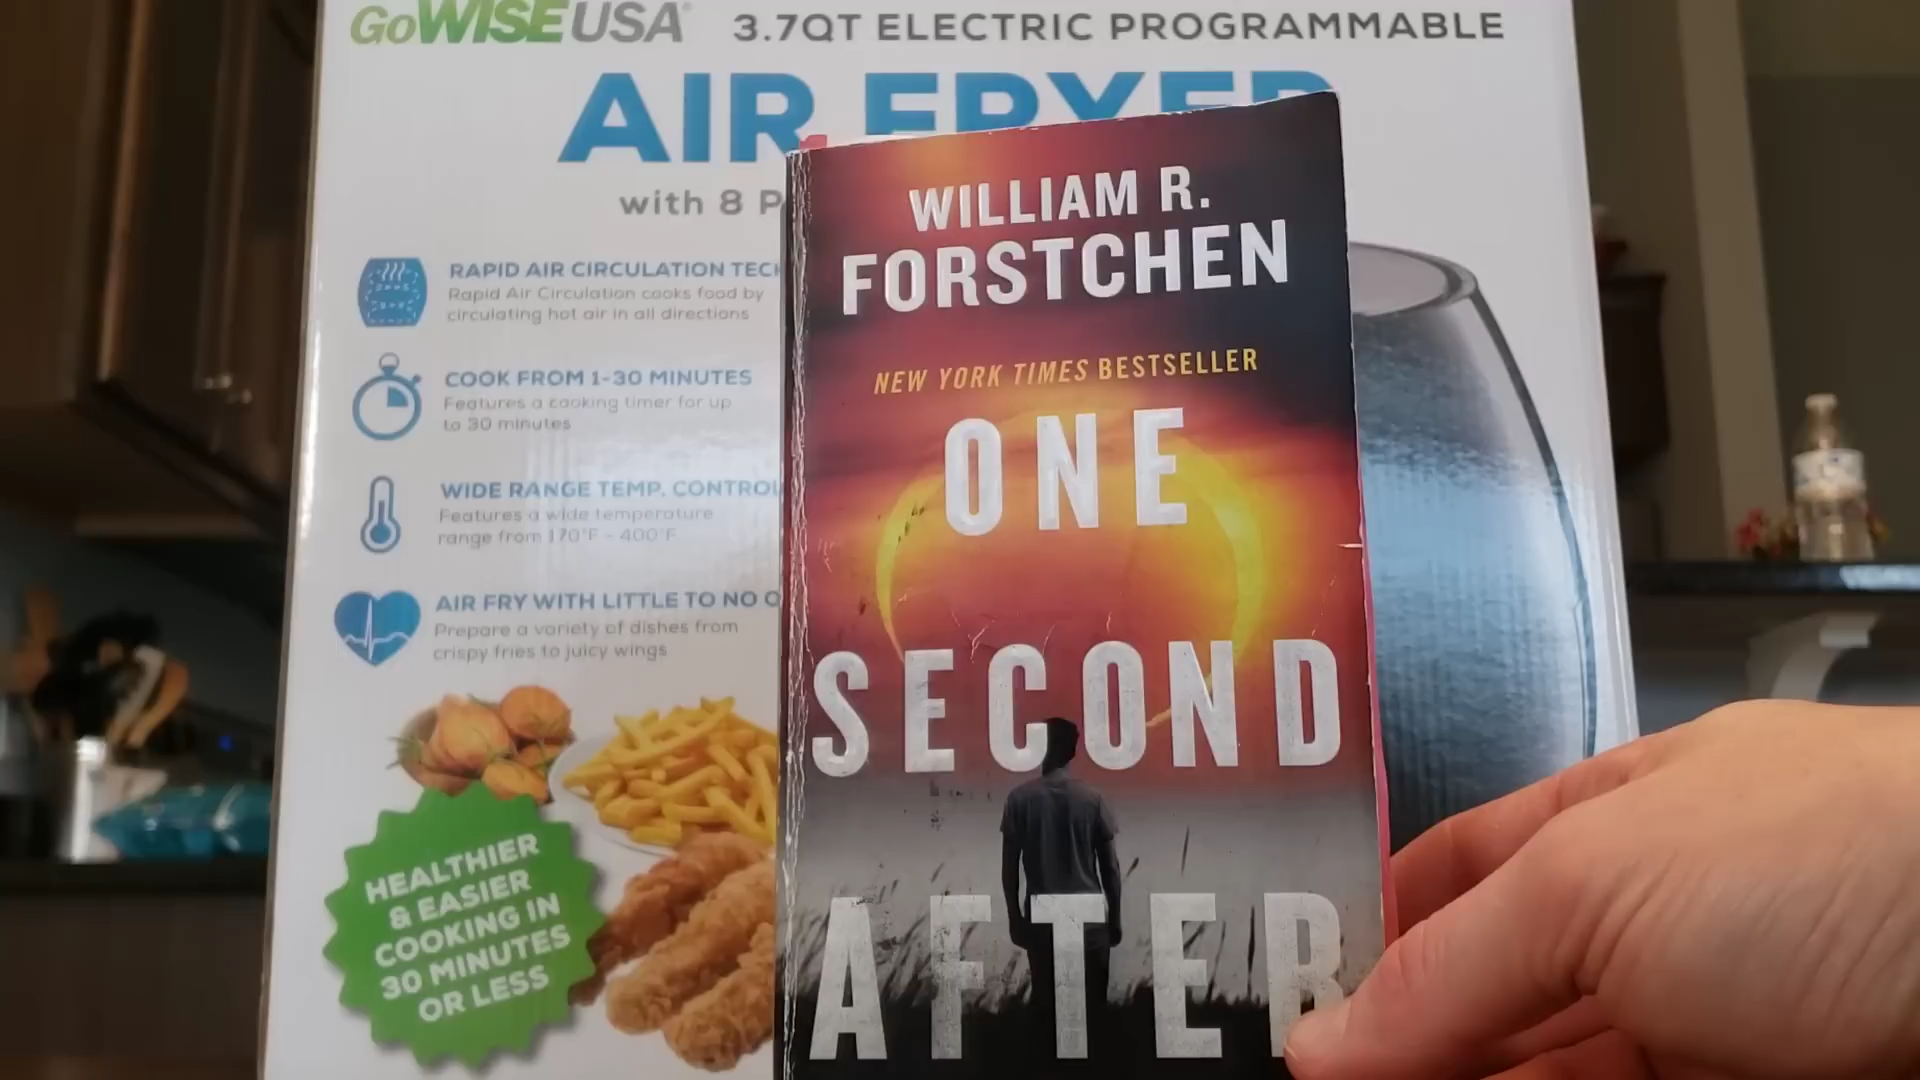 GoWISE USA®
3.7QT ELECTRIC PROGRAMMABLE
AIR FRYER
with 8
RAPID AIR CIRCULATION
Rapid Air Circulation cooks food by
circulating hot air in all directions
COOK FROM 1-30 MINUTES
Features a cooking timer for up
to 30 minutes
WIDE RANGE TEMP. CONTROL
Features a wide temperature
range from 170°F - 400°F
AIR FRY WITH LITTLE TO NO
Prepare a variety of dishes from
crispy fries to juicy wings
HEALTHIER
& EASIER
COOKING IN
30 MINUTES
OR LESS
WILLIAM R.
FORSTCHEN
NEW YORK TIMES BESTSELLER
ONE
SECOND
AFTER